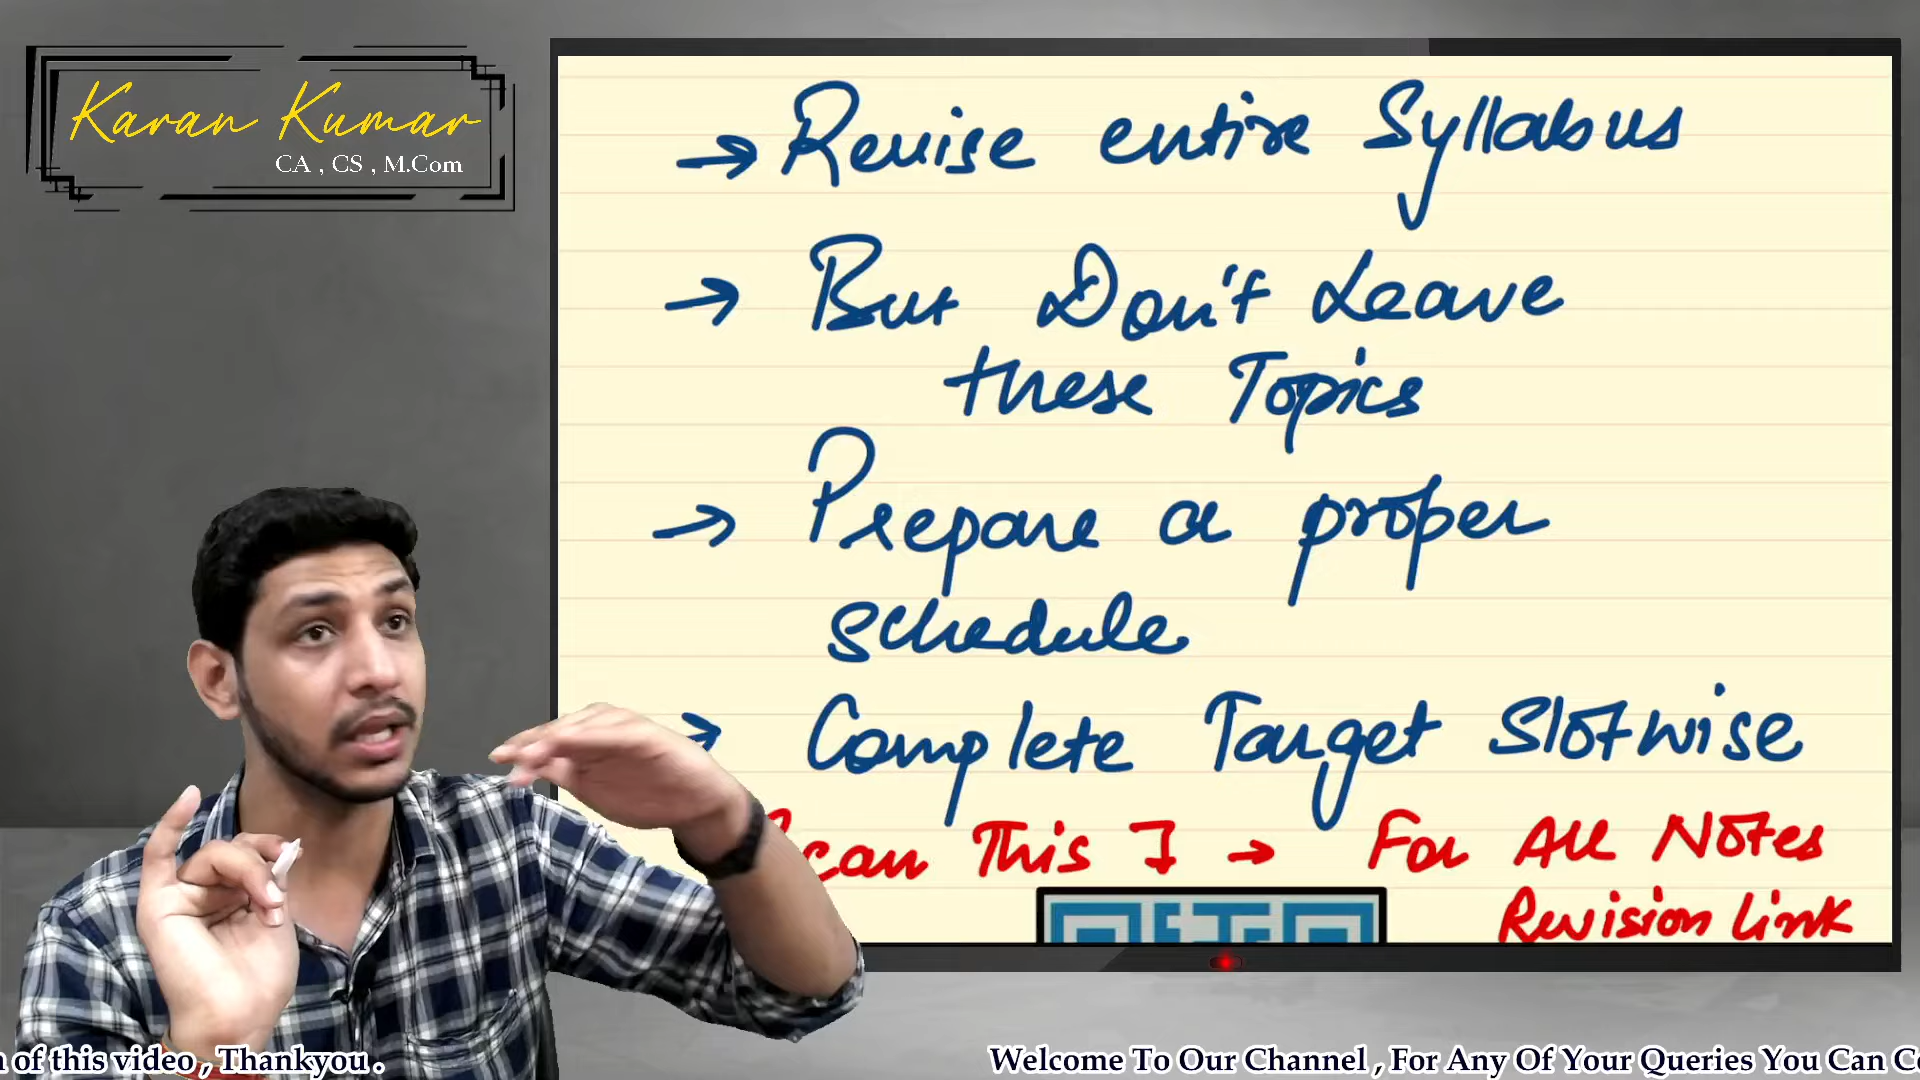 Karan Kumar
CA , CS , M.Com
→ Revise entire Syllabus
→ But Don't Leave
these Topics
→ Prepare a proper
schedule
→ Complete Target Slotwise
Scan This → For All Notes
Revision Link
of this video , Thankyou .
Welcome To Our Channel , For Any Of Your Queries You Can